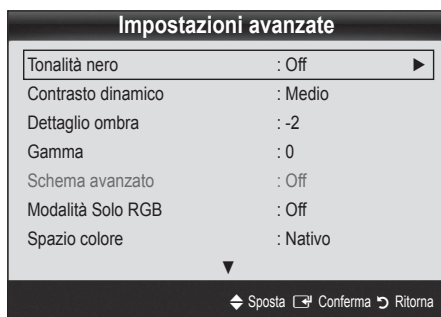 Impostazioni avanzate
Tonalità nero : Off ▶
Contrasto dinamico : Medio
Dettaglio ombra : -2
Gamma : 0
Schema avanzato : Off
Modalità Solo RGB : Off
Spazio colore : Nativo
▼
Sposta Conferma Ritorna